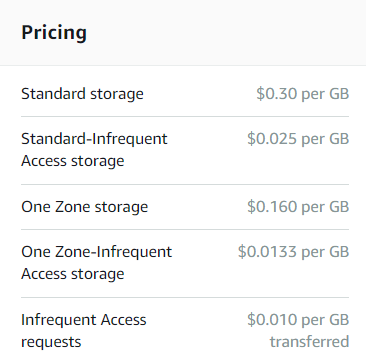 Pricing
Standard storage $0.30 per GB
Standard-Infrequent $0.025 per GB
Access storage
One Zone storage $0.160 per GB
One Zone-Infrequent $0.0133 per GB
Access storage
Infrequent Access $0.010 per GB
requests transferred